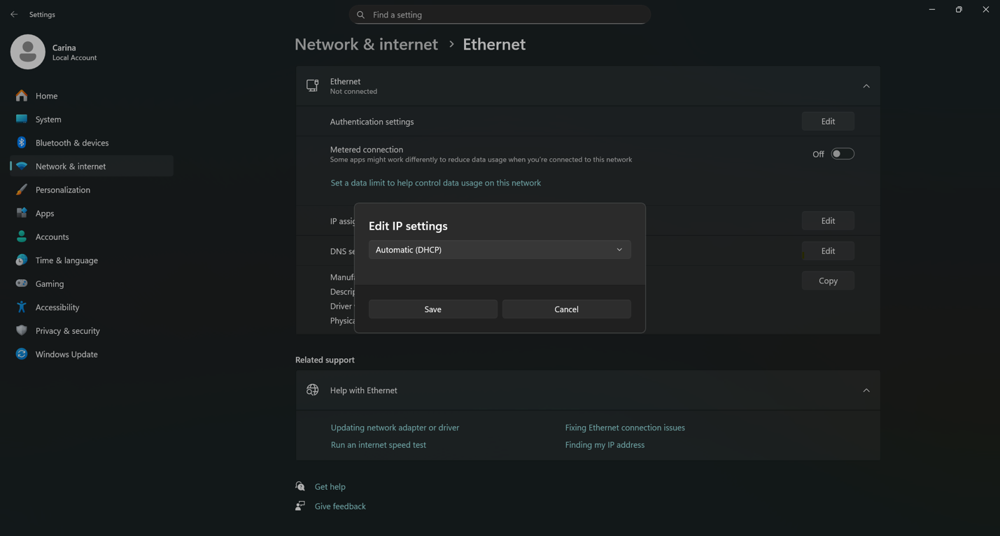 Settings
Find a setting
Carina
Local Account
Home
System
Bluetooth & devices
Network & internet
Personalization
Apps
Accounts
Time & language
Gaming
Accessibility
Privacy & security
Windows Update
Network & internet > Ethernet
Ethernet
Not connected
Authentication settings
Edit
Metered connection
Some apps might work differently to reduce data usage when you're connected to this network
Off
Set a data limit to help control data usage on this network
IP
Edit
DNS
Edit
Copy
Driver
Edit IP settings
Automatic (DHCP)
Save
Cancel
Related support
Help with Ethernet
Updating network adapter or driver
Fixing Ethernet connection issues
Run an internet speed test
Finding my IP address
Get help
Give feedback